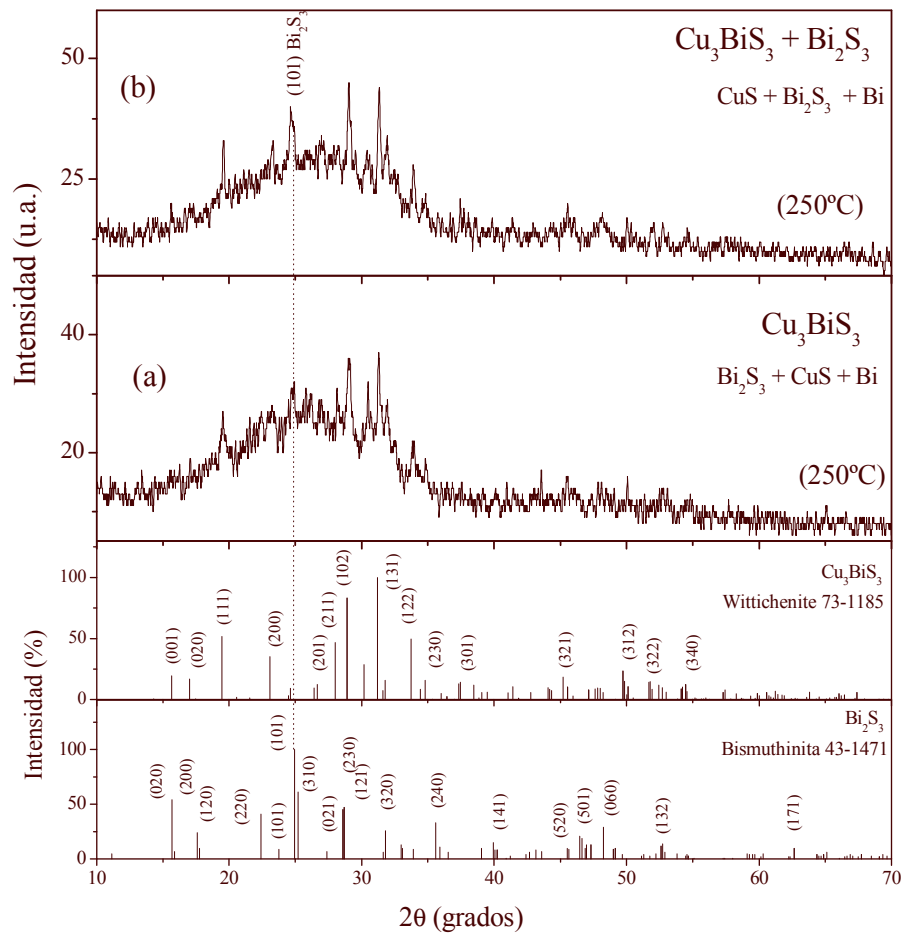 50
25
(b)
(101) Bi₂S₃
Cu₃BiS₃ + Bi₂S₃
CuS + Bi₂S₃ + Bi
(250ºC)
Intensidad (u.a.)
40
20
(a)
Cu₃BiS₃
Bi₂S₃ + CuS + Bi
(250ºC)
Intensidad (%)
100
50
0
(001)
(020)
(111)
(200)
(201)
(211)
(102)
(131)
(122)
(230)
(301)
(321)
(312)
(322)
(340)
Cu₃BiS₃
Wittichenite 73-1185
100
50
0
(020)
(200)
(120)
(220)
(101)
(101)
(310)
(021)
(230)
(121)
(320)
(240)
(141)
(520)
(501)
(060)
(132)
(171)
Bi₂S₃
Bismuthinita 43-1471
10 20 30 40 50 60 70
2θ (grados)